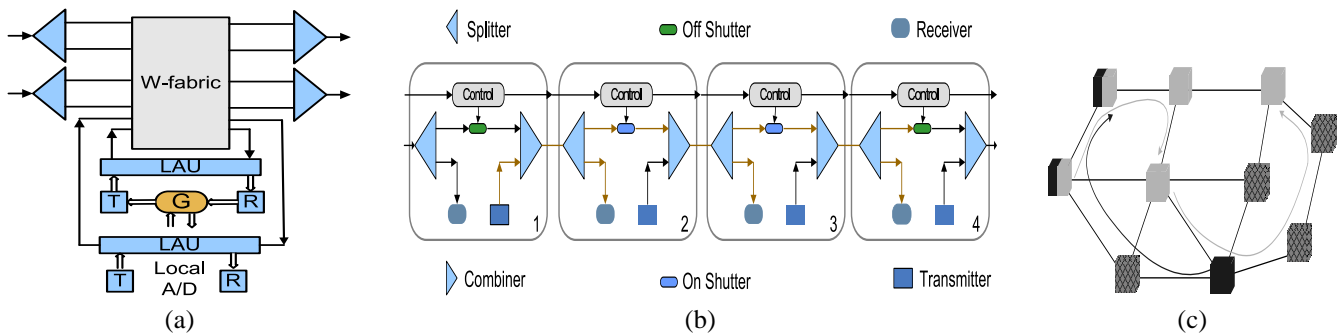 W-fabric
LAU
T
G
R
LAU
T
Local
A/D
R
(a)
Splitter
Off Shutter
Receiver
Control
Control
Control
Control
1
2
3
4
Combiner
On Shutter
Transmitter
(b)
(c)